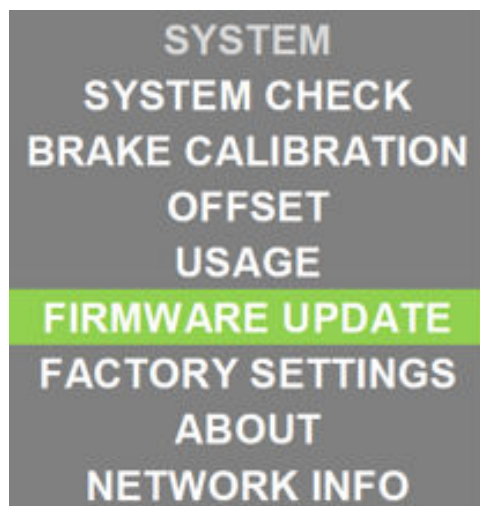 SYSTEM
SYSTEM CHECK
BRAKE CALIBRATION
OFFSET
USAGE
FIRMWARE UPDATE
FACTORY SETTINGS
ABOUT
NETWORK INFO